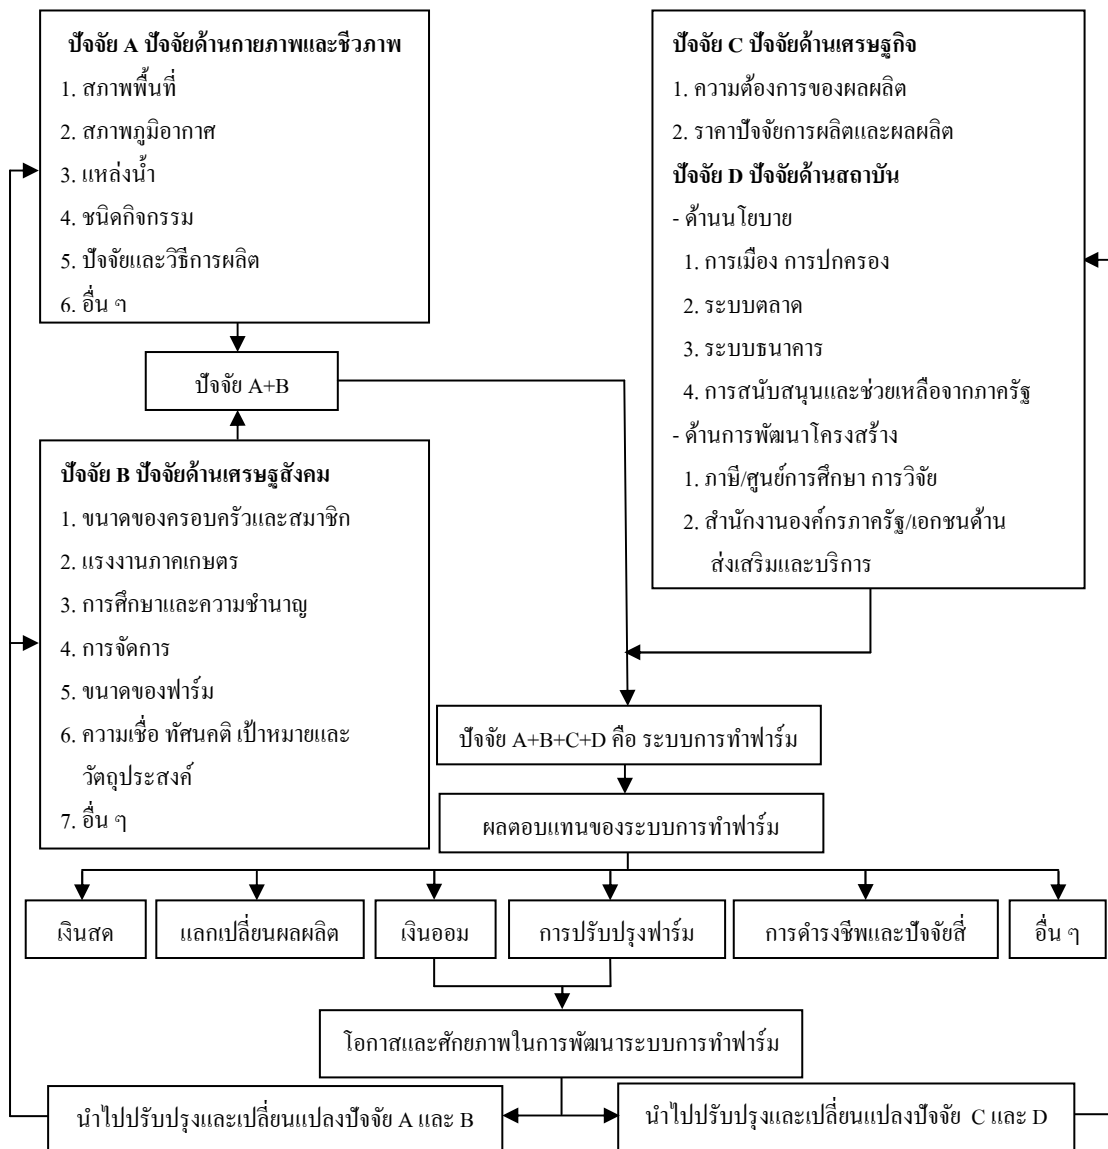 ปัจจัย A ปัจจัยด้านกายภาพและชีวภาพ
1. สภาพพื้นที่
2. สภาพภูมิอากาศ
3. แหล่งน้ำ
4. ชนิดกิจกรรม
5. ปัจจัยและวิธีการผลิต
6. อื่น ๆ
ปัจจัย A+B
ปัจจัย B ปัจจัยด้านเศรษฐสังคม
1. ขนาดของครอบครัวและสมาชิก
2. แรงงานภาคเกษตร
3. การศึกษาและความชำนาญ
4. การจัดการ
5. ขนาดของฟาร์ม
6. ความเชื่อ ทัศนคติ เป้าหมายและ
วัตถุประสงค์
7. อื่น ๆ
ปัจจัย C ปัจจัยด้านเศรษฐกิจ
1. ความต้องการของผลผลิต
2. ราคาปัจจัยการผลิตและผลผลิต
ปัจจัย D ปัจจัยด้านสถาบัน
- ด้านนโยบาย
1. การเมือง การปกครอง
2. ระบบตลาด
3. ระบบธนาคาร
4. การสนับสนุนและช่วยเหลือจากภาครัฐ
- ด้านการพัฒนาโครงสร้าง
1. ภาษี/ศูนย์การศึกษา การวิจัย
2. สำนักงานองค์กรภาครัฐ/เอกชนด้าน
ส่งเสริมและบริการ
ปัจจัย A+B+C+D คือ ระบบการทำฟาร์ม
ผลตอบแทนของระบบการทำฟาร์ม
เงินสด
แลกเปลี่ยนผลผลิต
เงินออม
การปรับปรุงฟาร์ม
การดำรงชีพและปัจจัยสี่
อื่น ๆ
โอกาสและศักยภาพในการพัฒนาระบบการทำฟาร์ม
นำไปปรับปรุงและเปลี่ยนแปลงปัจจัย A และ B
นำไปปรับปรุงและเปลี่ยนแปลงปัจจัย C และ D